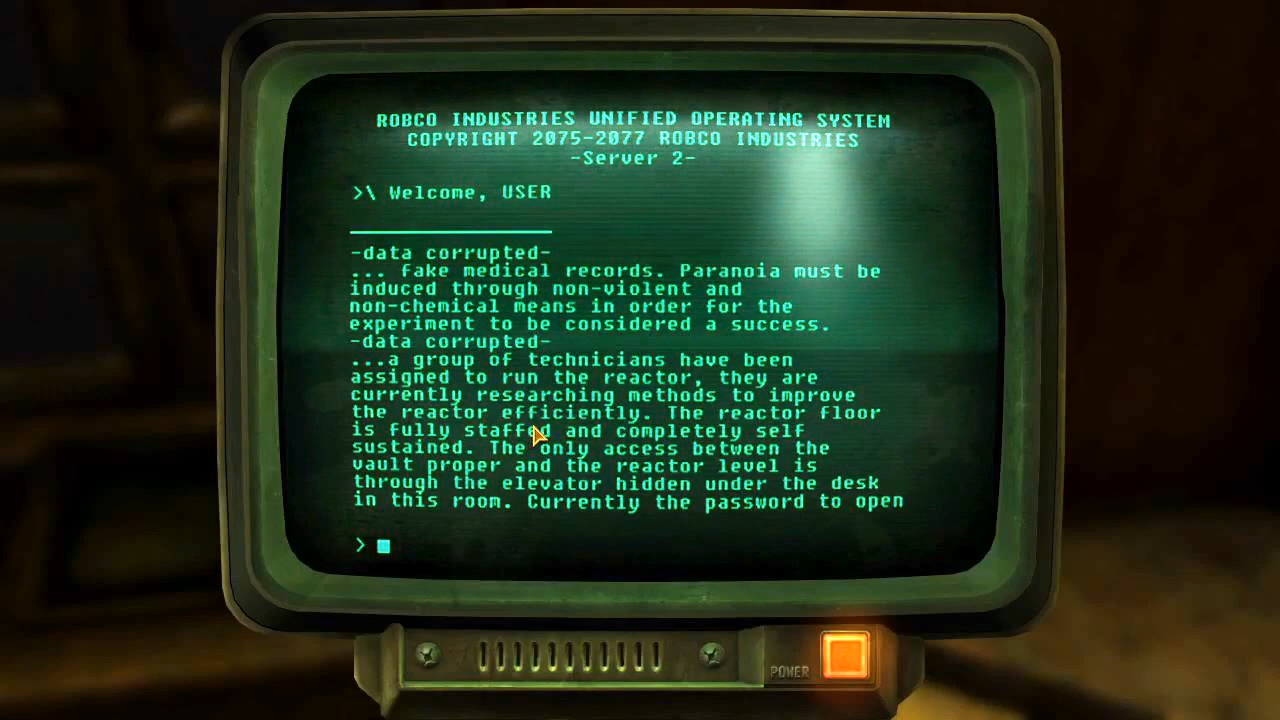 ROBCO INDUSTRIES UNIFIED OPERATING SYSTEM
COPYRIGHT 2075-2077 ROBCO INDUSTRIES
-Server 2-
>\ Welcome, USER
-data corrupted-
... fake medical records. Paranoia must be
induced through non-violent and
non-chemical means in order for the
experiment to be considered a success.
-data corrupted-
...a group of technicians have been
assigned to run the reactor, they are
currently researching methods to improve
the reactor efficiently. The reactor floor
is fully staffed and completely self
sustained. The only access between the
vault proper and the reactor level is
through the elevator hidden under the desk
in this room. Currently the password to open
>
POWER